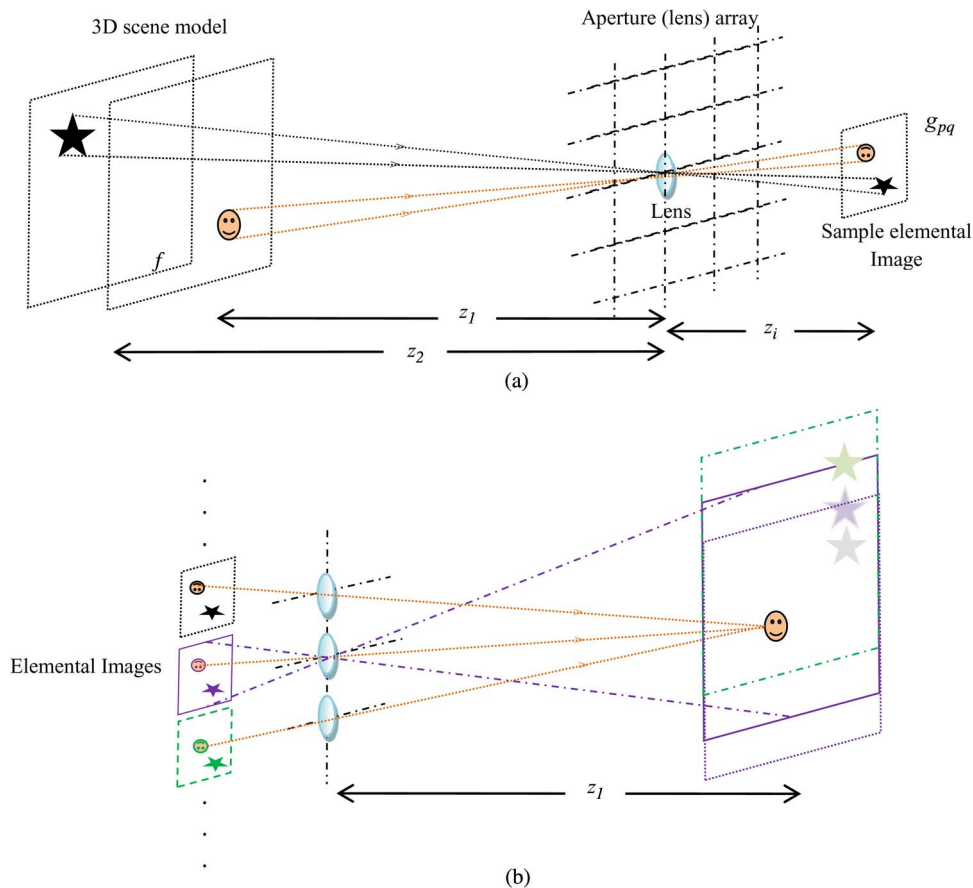 3D scene model
Aperture (lens) array
g_pq
Lens
Sample elemental
Image
f
z_1
z_i
z_2
(a)
Elemental Images
z_1
(b)